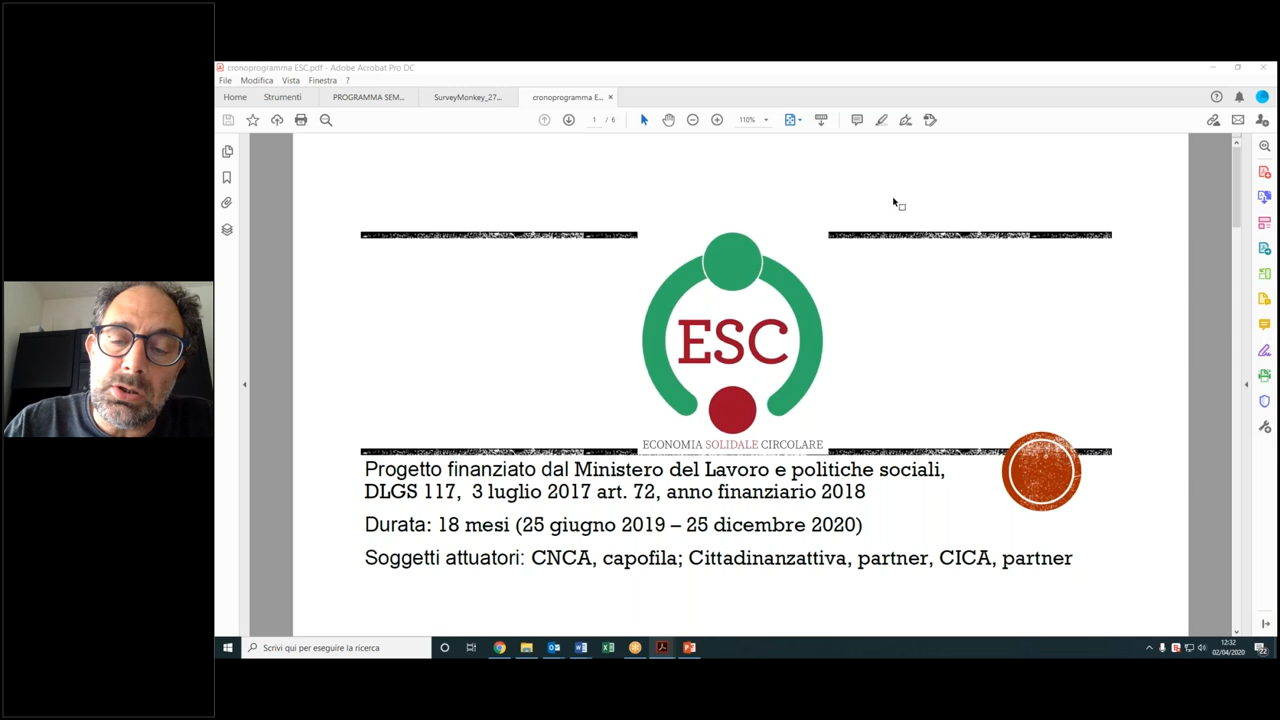 cronoprogramma ESC.pdf - Adobe Acrobat Pro DC
File Modifica Vista Finestra ?
Home Strumenti PROGRAMMA SEM... SurveyMonkey_27... cronoprogramma E... ×
1 / 6 110%
ESC
ECONOMIA SOLIDALE CIRCOLARE
Progetto finanziato dal Ministero del Lavoro e politiche sociali,
DLGS 117, 3 luglio 2017 art. 72, anno finanziario 2018
Durata: 18 mesi (25 giugno 2019 – 25 dicembre 2020)
Soggetti attuatori: CNCA, capofila; Cittadinanzattiva, partner, CICA, partner
Scrivi qui per eseguire la ricerca
12:32
02/04/2020
22